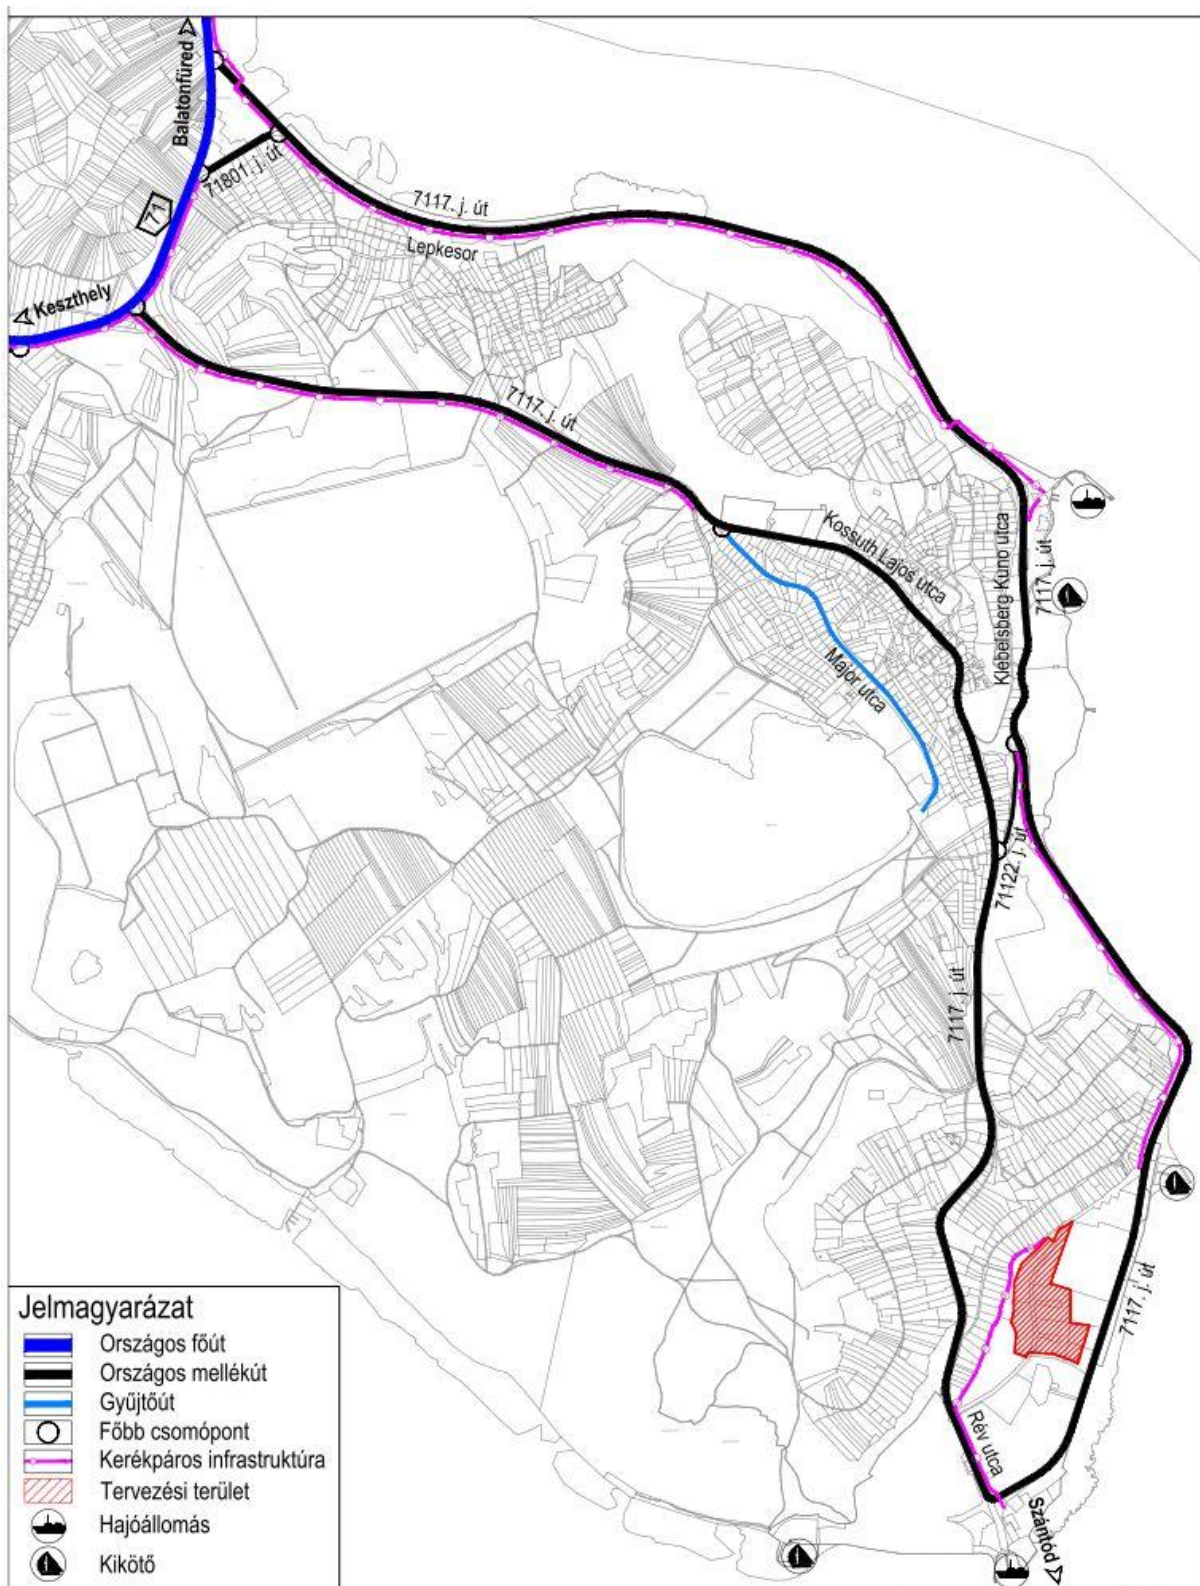 Balatonfüred
71801. j. út
71
7117. j. út
Lepkesor
Keszthely
7117. j. út
Kossuth Lajos utca
Klebelsberg Kuno utca
7117. j. út
Major utca
71122. j. út
7117. j. út
7117. j. út
Rév utca
Szántód
Jelmagyarázat
Országos főút
Országos mellékút
Gyűjtőút
Főbb csomópont
Kerékpáros infrastruktúra
Tervezési terület
Hajóállomás
Kikötő